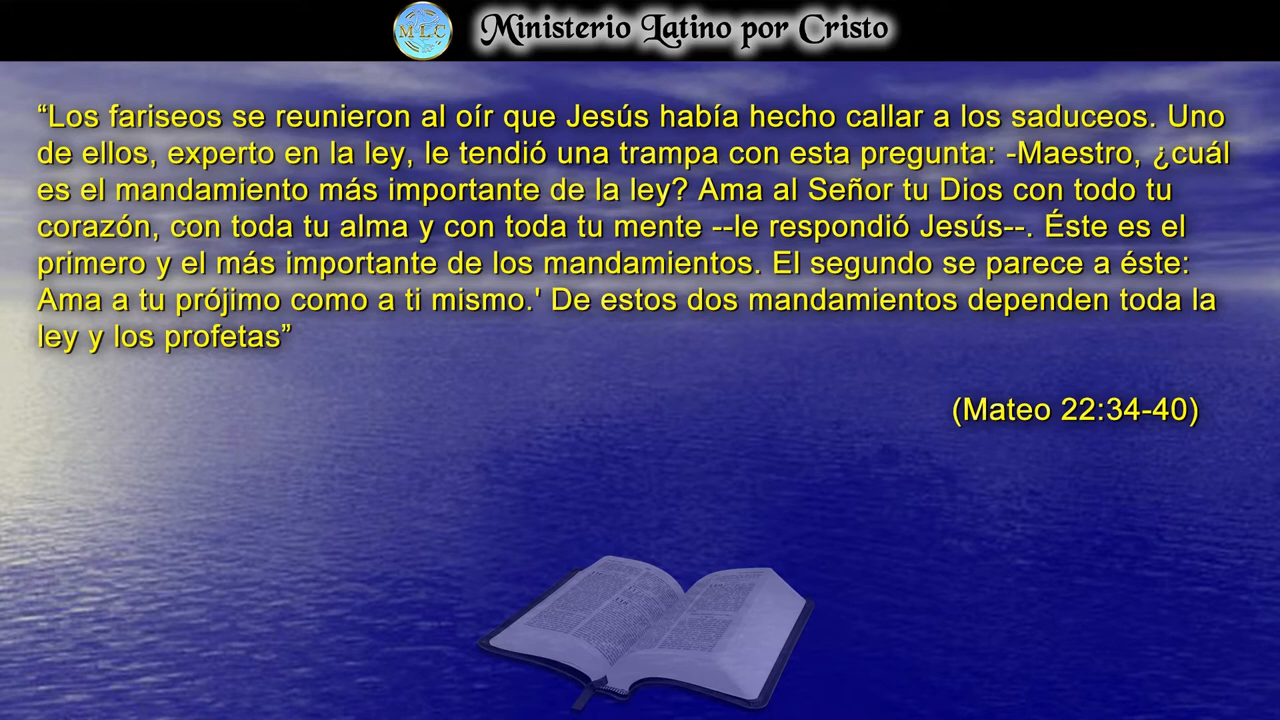 MLC
Ministerio Latino por Cristo
“Los fariseos se reunieron al oír que Jesús había hecho callar a los saduceos. Uno
de ellos, experto en la ley, le tendió una trampa con esta pregunta: -Maestro, ¿cuál
es el mandamiento más importante de la ley? Ama al Señor tu Dios con todo tu
corazón, con toda tu alma y con toda tu mente --le respondió Jesús--. Éste es el
primero y el más importante de los mandamientos. El segundo se parece a éste:
Ama a tu prójimo como a ti mismo.' De estos dos mandamientos dependen toda la
ley y los profetas”
(Mateo 22:34-40)